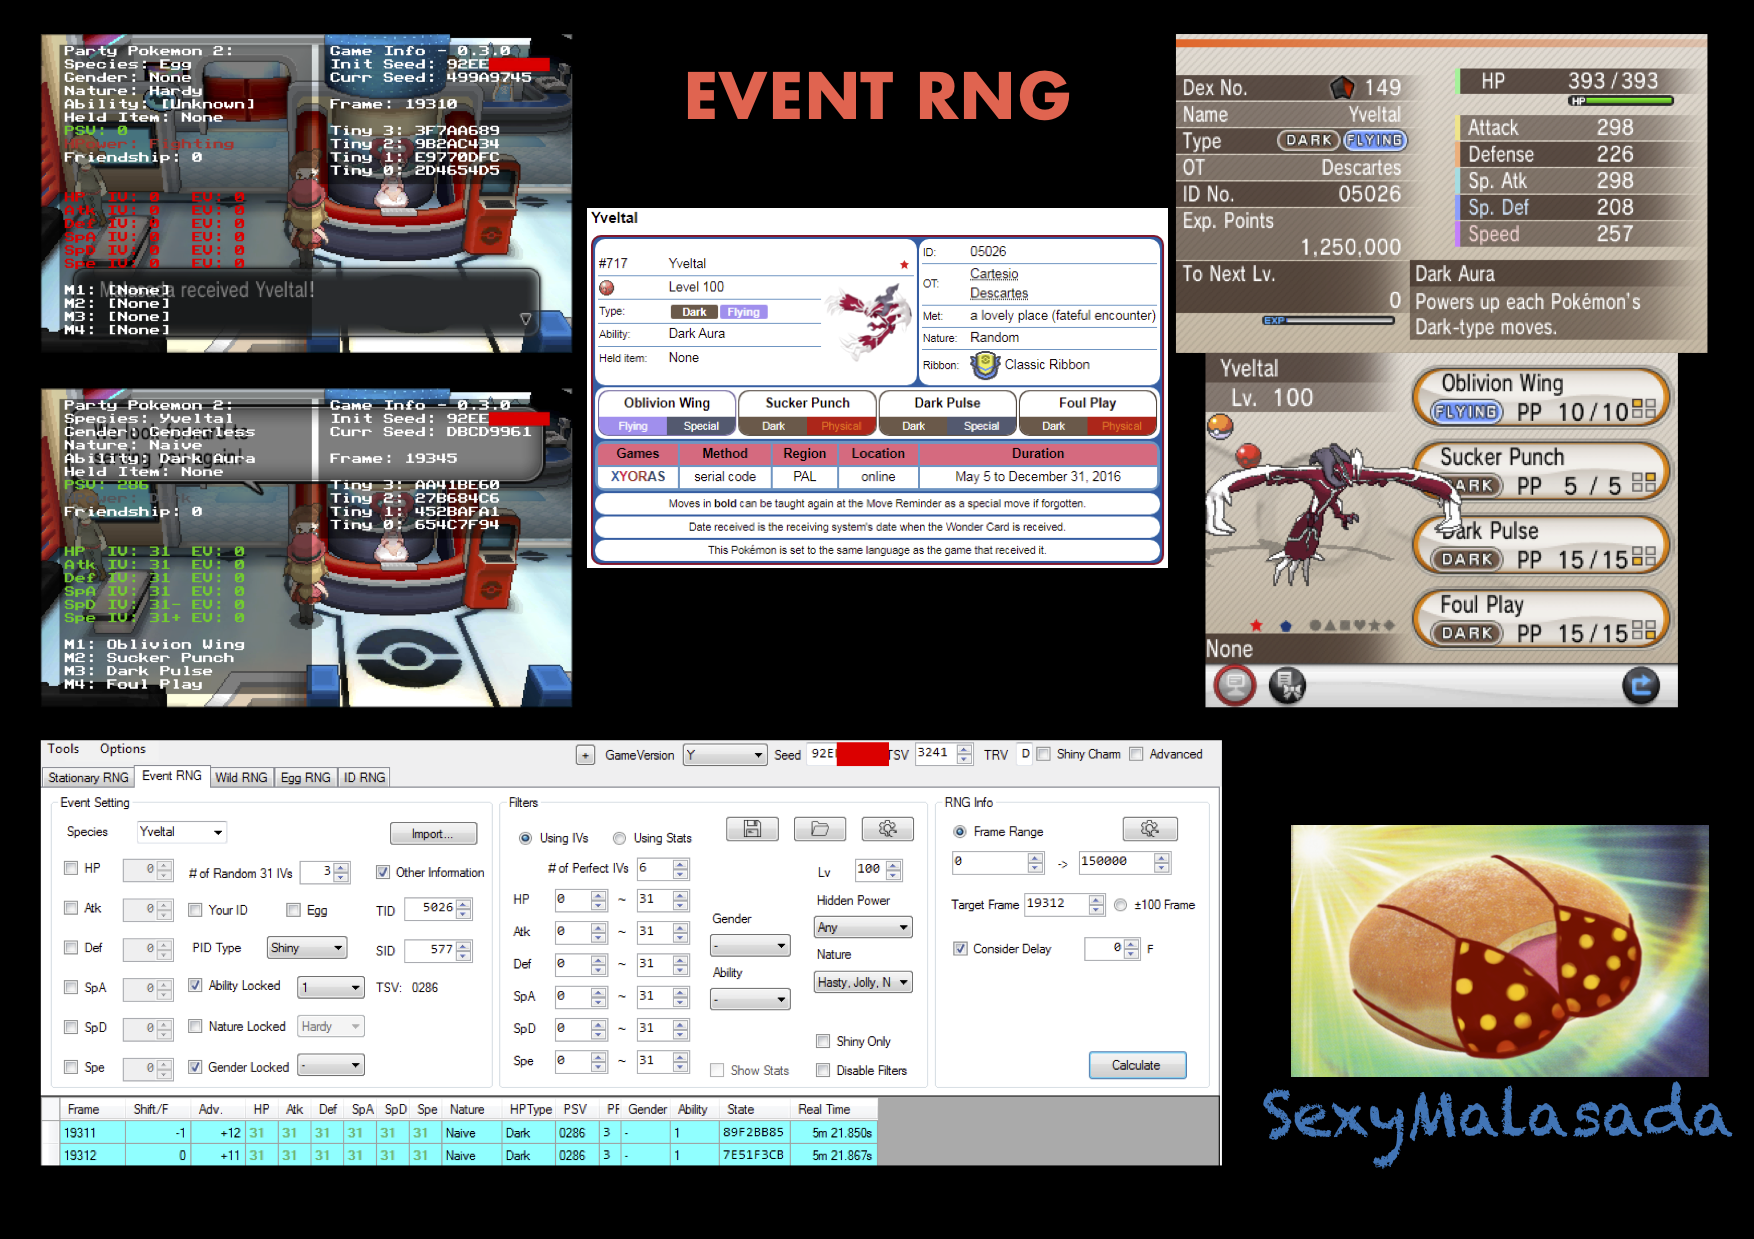 EVENT RNG
Party Pokemon 2:
Species: Egg
Gender: None
Nature: Hardy
Ability: [Unknown]
Held Item: None
PSV: 0
Friendship: 0
HP IV: 0 EV: 0
Atk IV: 0 EV: 0
Def IV: 0 EV: 0
SpA IV: 0 EV: 0
SpD IV: 0 EV: 0
Spe IV: 0 EV: 0
M1: [None]
M2: [None]
M3: [None]
M4: [None]
received Yveltal!
Game Info - 0.3.0
Init Seed: 92EE
Curr Seed: 499A9745
Frame: 19310
Tiny 3: 3F7AA689
Tiny 2: 9B2AC434
Tiny 1: E9770DFC
Tiny 0: 2D4654D5
Party Pokemon 2:
Species: Yveltal
Gender: Genderless
Nature: Naive
Ability: Dark Aura
Held Item: None
PSV: 286
Friendship: 0
HP IV: 31 EV: 0
Atk IV: 31 EV: 0
Def IV: 31 EV: 0
SpA IV: 31 EV: 0
SpD IV: 31- EV: 0
Spe IV: 31+ EV: 0
M1: Oblivion Wing
M2: Sucker Punch
M3: Dark Pulse
M4: Foul Play
Game Info - 0.3.0
Init Seed: 92EE
Curr Seed: DBCD9961
Frame: 19345
Tiny 3: AA41BE60
Tiny 2: 27B684C6
Tiny 1: 452BAFA1
Tiny 0: 654C7F94
Yveltal
#717 Yveltal
Level 100
Type: Dark Flying
Ability: Dark Aura
Held item: None
ID: 05026
OT: Cartesio
Descartes
Met: a lovely place (fateful encounter)
Nature: Random
Ribbon: Classic Ribbon
Oblivion Wing Sucker Punch Dark Pulse Foul Play
Flying Special Dark Physical Dark Special Dark Physical
Games Method Region Location Duration
XYORAS serial code PAL online May 5 to December 31, 2016
Moves in bold can be taught again at the Move Reminder as a special move if forgotten.
Date received is the receiving system's date when the Wonder Card is received.
This Pokémon is set to the same language as the game that received it.
Dex No. 149
Name Yveltal
Type DARK FLYING
OT Descartes
ID No. 05026
Exp. Points
1,250,000
To Next Lv.
0
EXP
HP 393/393
HP
Attack 298
Defense 226
Sp. Atk 298
Sp. Def 208
Speed 257
Dark Aura
Powers up each Pokémon's
Dark-type moves.
Yveltal
Lv. 100
Oblivion Wing
FLYING PP 10/10
Sucker Punch
DARK PP 5/5
Dark Pulse
DARK PP 15/15
Foul Play
DARK PP 15/15
None
Tools Options
+ GameVersion Y Seed 92E TSV 3241 TRV D Shiny Charm Advanced
Stationary RNG Event RNG Wild RNG Egg RNG ID RNG
Event Setting
Species Yveltal Import...
HP 0 # of Random 31 IVs 3 Other Information
Atk 0 Your ID Egg TID 5026
Def 0 PID Type Shiny SID 577
SpA 0 Ability Locked 1 TSV: 0286
SpD 0 Nature Locked Hardy
Spe 0 Gender Locked -
Filters
Using IVs Using Stats
# of Perfect IVs 6 Lv 100
HP 0 ~ 31 Hidden Power
Atk 0 ~ 31 Gender Any
Def 0 ~ 31 - Nature
SpA 0 ~ 31 Ability Hasty, Jolly, N
SpD 0 ~ 31 - Shiny Only
Spe 0 ~ 31 Show Stats Disable Filters
RNG Info
Frame Range
0 -> 150000
Target Frame 19312 ±100 Frame
Consider Delay 0 F
Calculate
Frame Shift/F Adv. HP Atk Def SpA SpD Spe Nature HPType PSV PF Gender Ability State Real Time
19311 -1 +12 31 31 31 31 31 31 Naive Dark 0286 3 - 1 89F2BB85 5m 21.850s
19312 0 +11 31 31 31 31 31 31 Naive Dark 0286 3 - 1 7E51F3CB 5m 21.867s
SexyMalasada